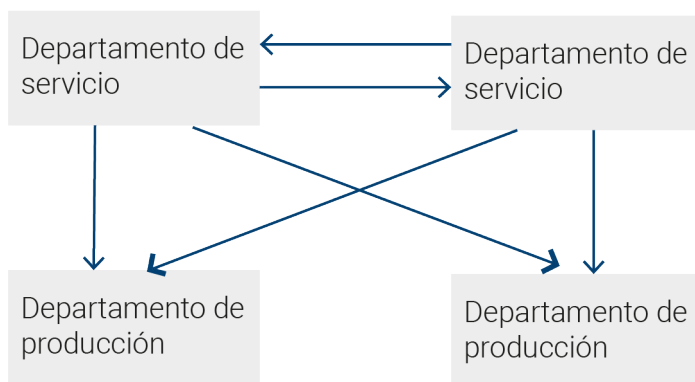 Departamento de
servicio
Departamento de
servicio
Departamento de
producción
Departamento de
producción